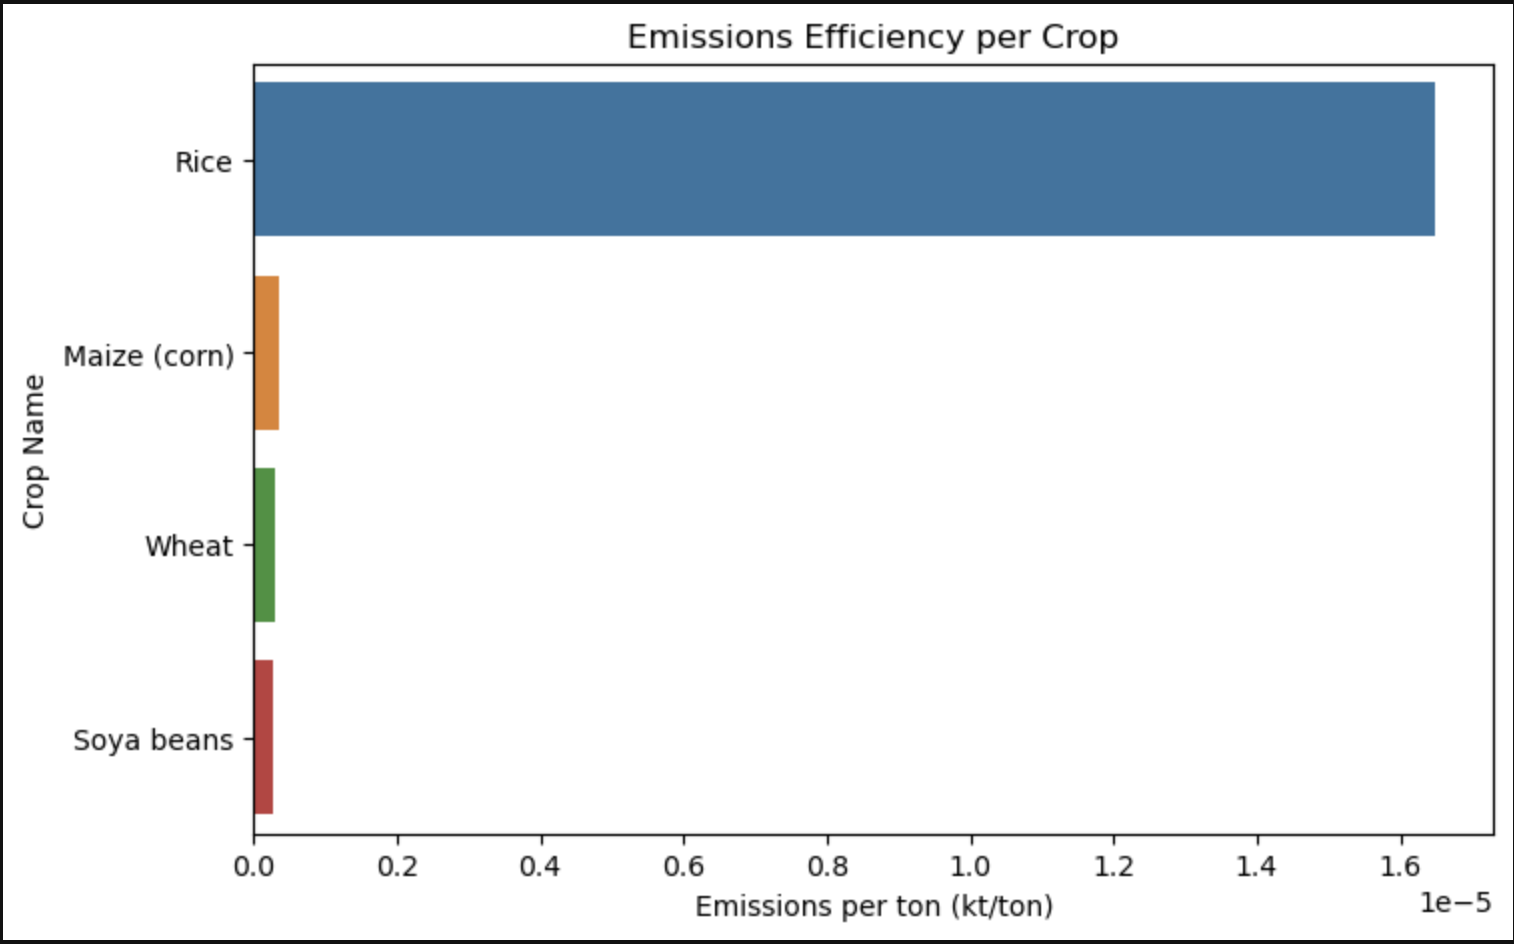 Emissions Efficiency per Crop
Crop Name
Rice
Maize (corn)
Wheat
Soya beans
0.0 0.2 0.4 0.6 0.8 1.0 1.2 1.4 1.6
1e−5
Emissions per ton (kt/ton)